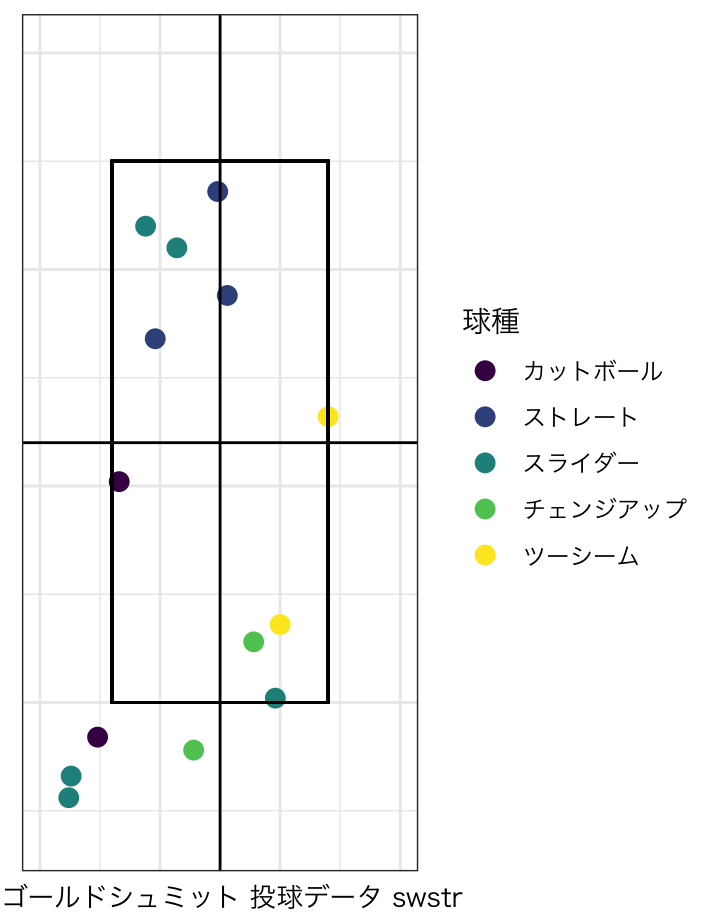 球種
カットボール
ストレート
スライダー
チェンジアップ
ツーシーム
ゴールドシュミット 投球データ swstr